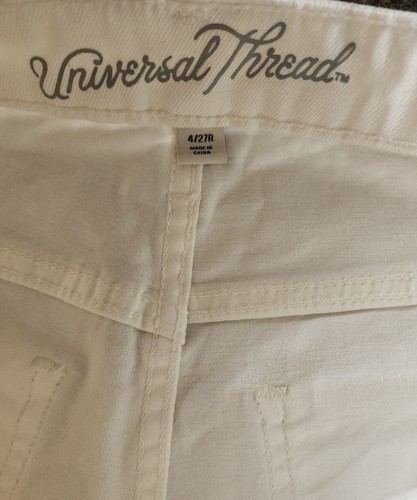 Universal Thread™
4/27R
MADE IN
CHINA